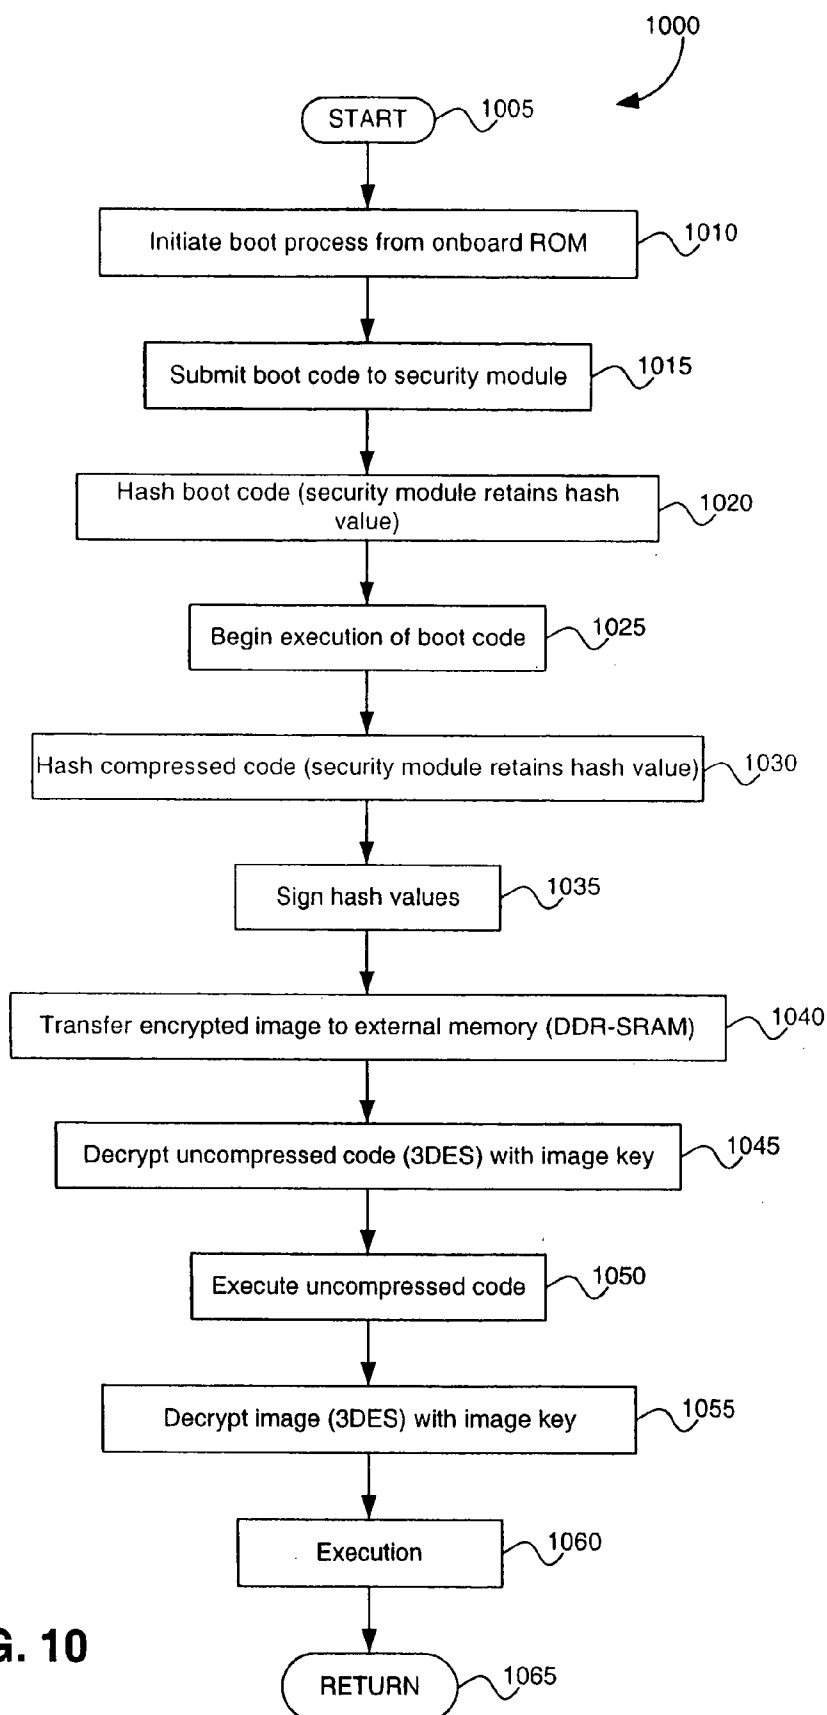 1000
START
1005
Initiate boot process from onboard ROM
1010
Submit boot code to security module
1015
Hash boot code (security module retains hash
value)
1020
Begin execution of boot code
1025
Hash compressed code (security module retains hash value)
1030
Sign hash values
1035
Transfer encrypted image to external memory (DDR-SRAM)
1040
Decrypt uncompressed code (3DES) with image key
1045
Execute uncompressed code
1050
Decrypt image (3DES) with image key
1055
Execution
1060
G. 10
RETURN
1065